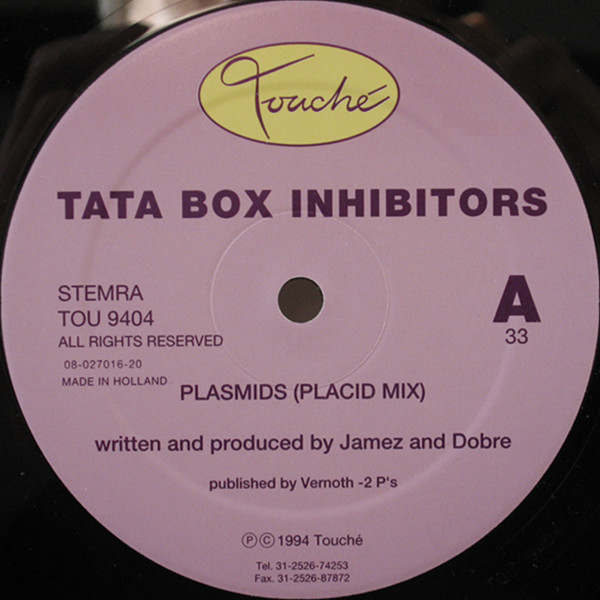 Touché
TATA BOX INHIBITORS
STEMRA
TOU 9404
ALL RIGHTS RESERVED
08-027016-20
MADE IN HOLLAND
A
33
PLASMIDS (PLACID MIX)
written and produced by Jamez and Dobre
published by Vernoth -2 P's
Ⓟ Ⓒ 1994 Touché
Tel. 31-2526-74253
Fax. 31-2526-87872